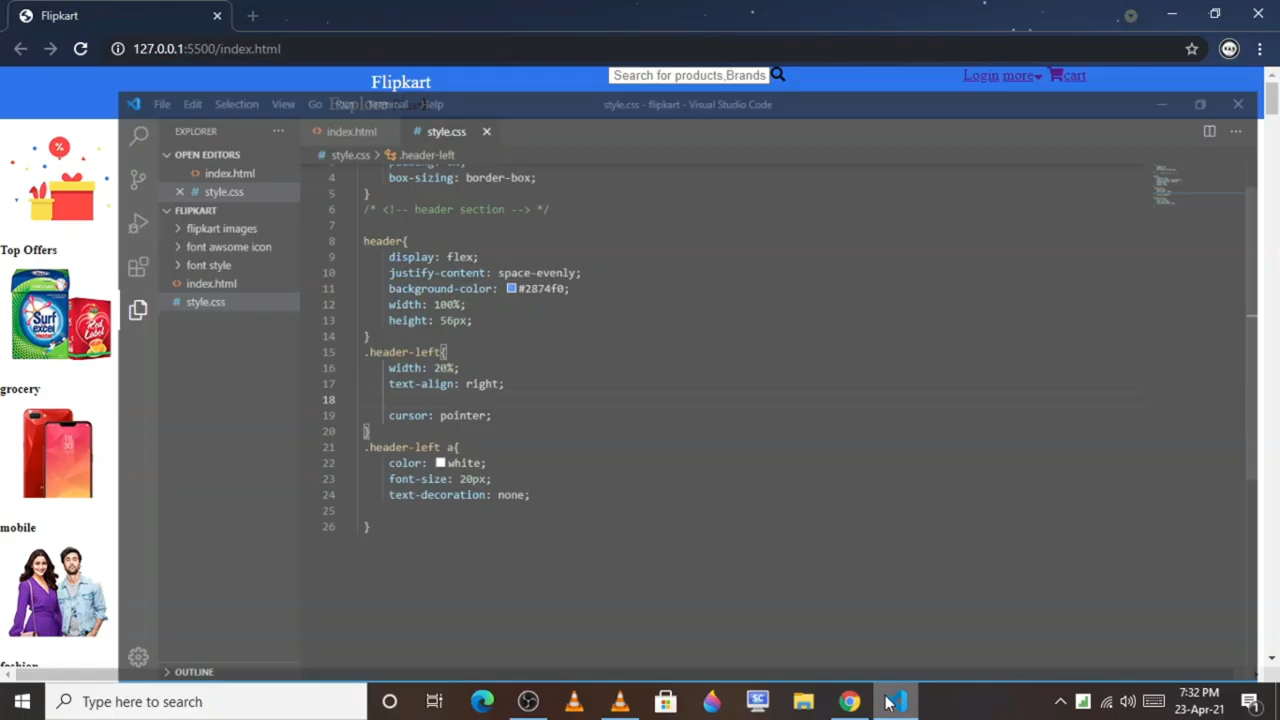 Flipkart
127.0.0.1:5500/index.html
Flipkart
Search for products,Brands
Login more cart
File Edit Selection View Go Run Terminal Help
style.css - flipkart - Visual Studio Code
EXPLORER
index.html
style.css
OPEN EDITORS
style.css > .header-left
index.html
style.css
FLIPKART
flipkart images
font awsome icon
font style
index.html
style.css
4 box-sizing: border-box;
5 }
6 /* <!-- header section --> */
7
8 header{
9 display: flex;
10 justify-content: space-evenly;
11 background-color: #2874f0;
12 width: 100%;
13 height: 56px;
14 }
15 .header-left{
16 width: 20%;
17 text-align: right;
18
19 cursor: pointer;
20 }
21 .header-left a{
22 color: white;
23 font-size: 20px;
24 text-decoration: none;
25
26 }
OUTLINE
%
Top Offers
Surf excel
Red Label
grocery
mobile
fashion
Type here to search
SC
7:32 PM
23-Apr-21
1